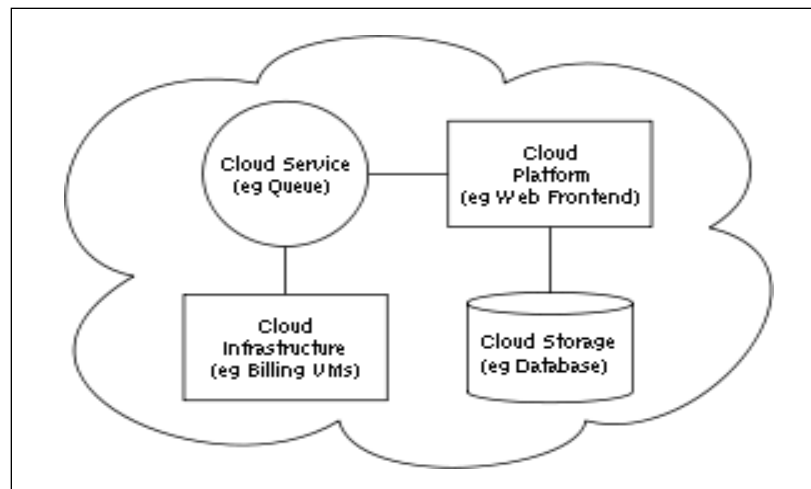 Cloud Service
(eg Queue)
Cloud
Platform
(eg Web Frontend)
Cloud
Infrastructure
(eg Billing VMs)
Cloud Storage
(eg Database)